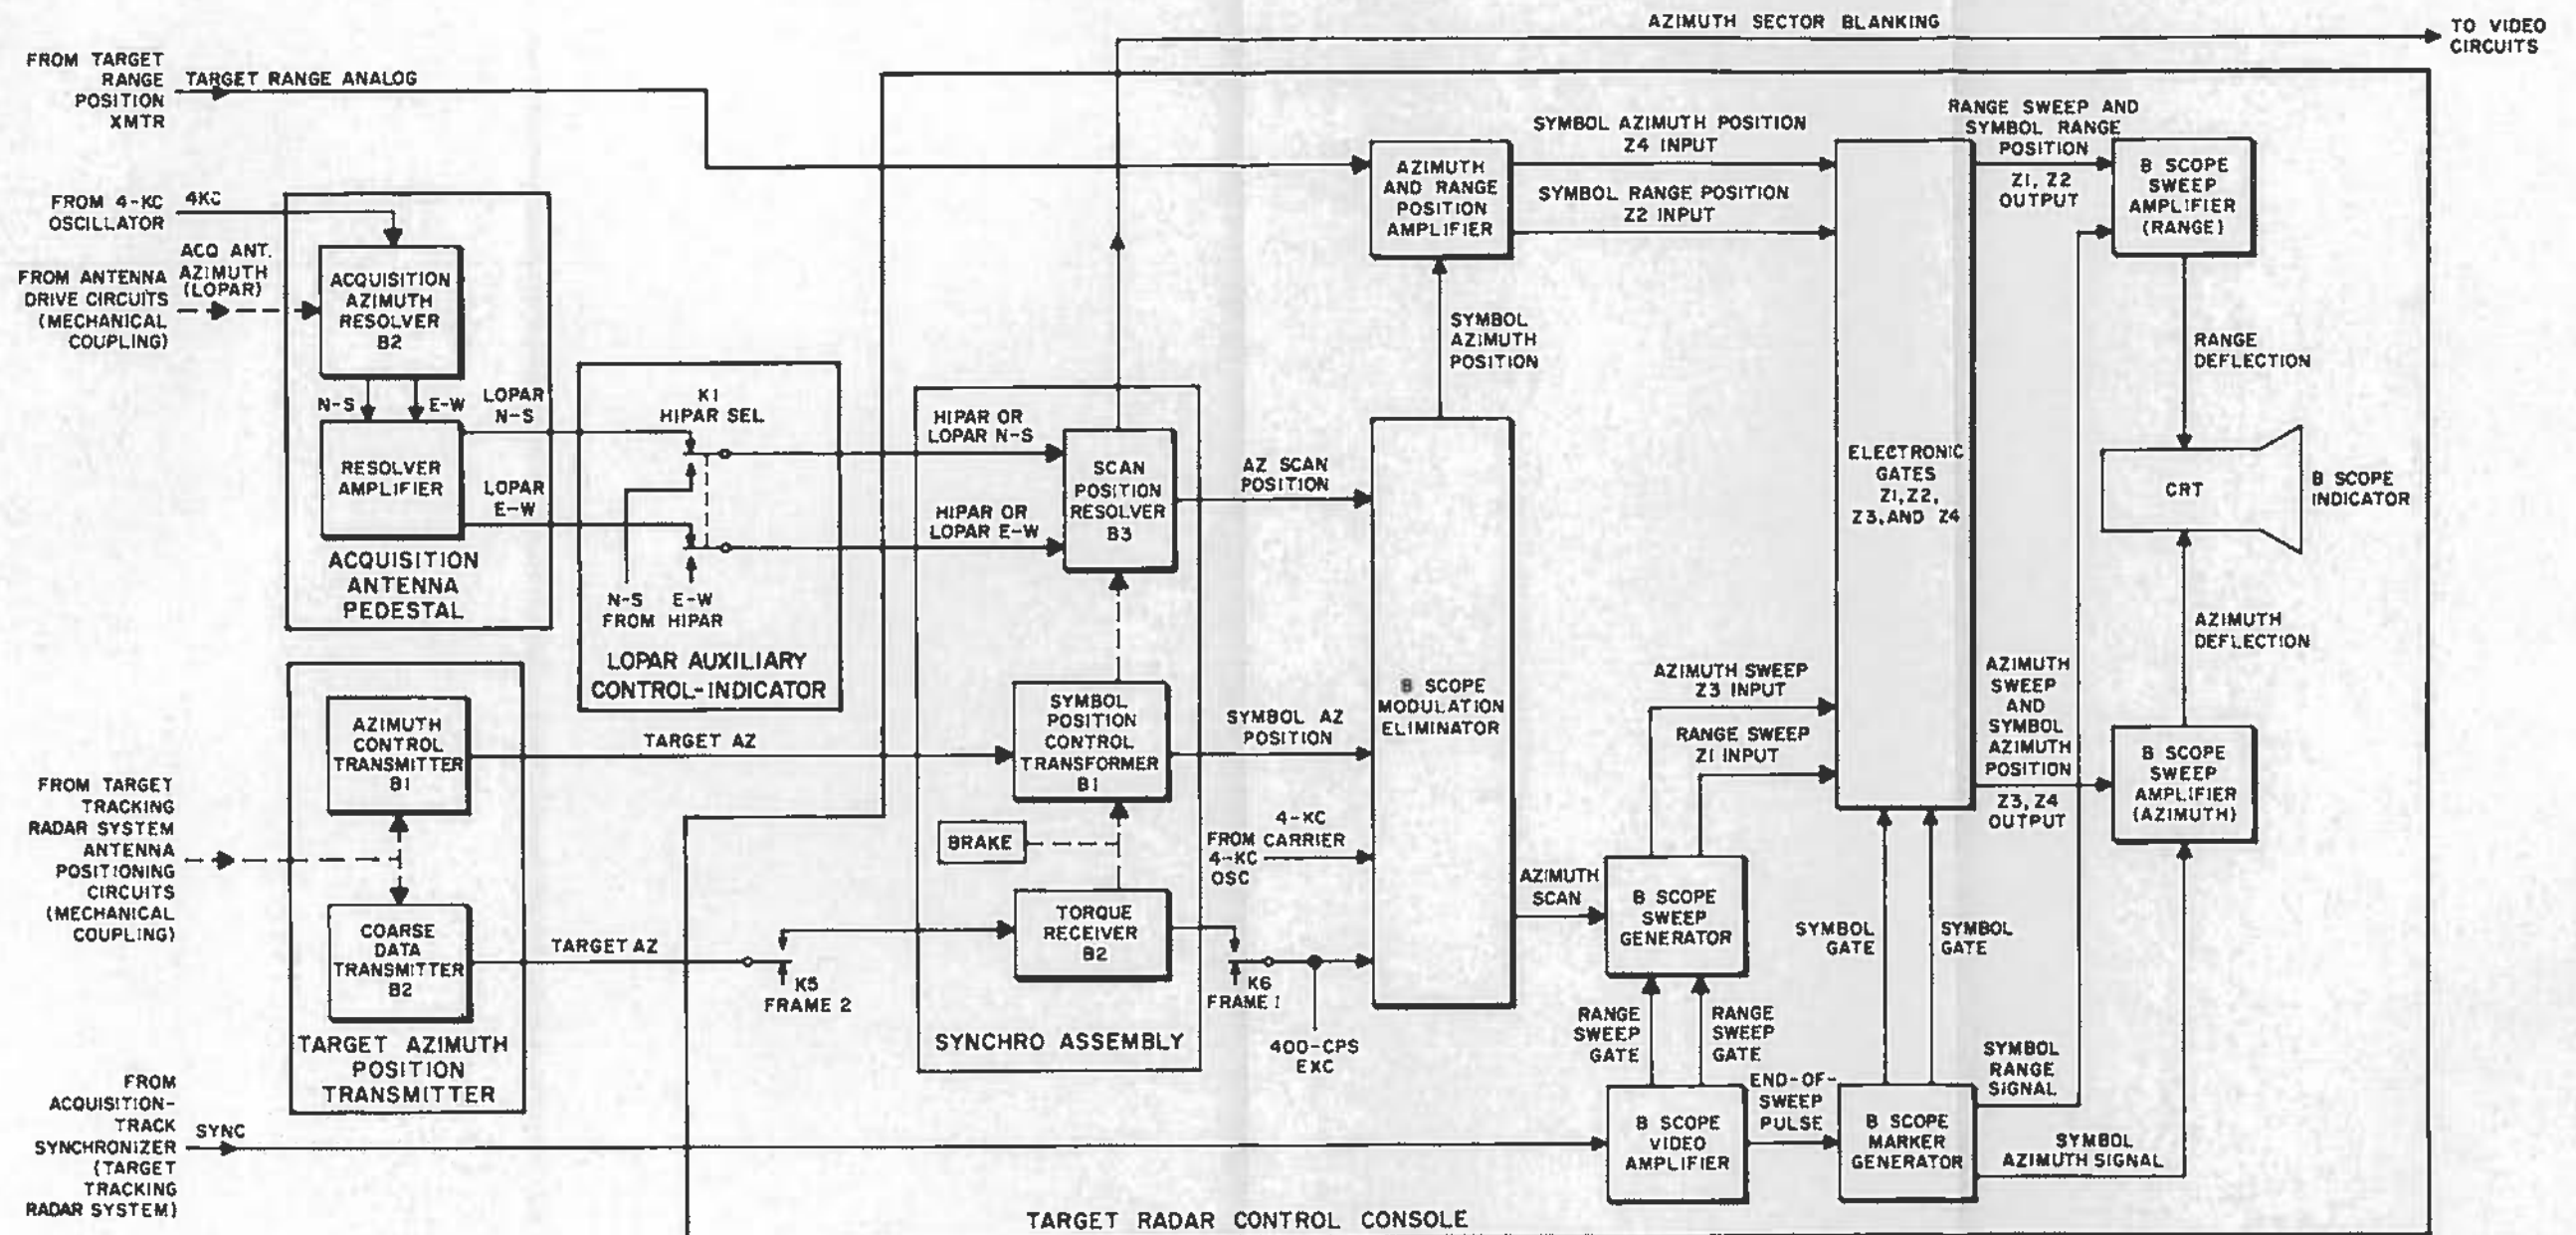 AZIMUTH SECTOR BLANKING
TO VIDEO
CIRCUITS
FROM TARGET
RANGE
POSITION
XMTR
TARGET RANGE ANALOG
FROM 4-KC
OSCILLATOR
4KC
ACQ ANT.
AZIMUTH
(LOPAR)
FROM ANTENNA
DRIVE CIRCUITS
(MECHANICAL
COUPLING)
ACQUISITION
AZIMUTH
RESOLVER
B2
N-S
E-W
RESOLVER
AMPLIFIER
LOPAR
N-S
LOPAR
E-W
ACQUISITION
ANTENNA
PEDESTAL
K1
HIPAR SEL
N-S E-W
FROM HIPAR
LOPAR AUXILIARY
CONTROL-INDICATOR
HIPAR OR
LOPAR N-S
HIPAR OR
LOPAR E-W
SCAN
POSITION
RESOLVER
B3
AZ SCAN
POSITION
AZIMUTH
AND RANGE
POSITION
AMPLIFIER
SYMBOL
AZIMUTH
POSITION
SYMBOL AZIMUTH POSITION
Z4 INPUT
SYMBOL RANGE POSITION
Z2 INPUT
ELECTRONIC
GATES
Z1,Z2,
Z3,AND Z4
RANGE SWEEP AND
SYMBOL RANGE
POSITION
Z1, Z2
OUTPUT
B SCOPE
SWEEP
AMPLIFIER
(RANGE)
RANGE
DEFLECTION
CRT
B SCOPE
INDICATOR
AZIMUTH
DEFLECTION
AZIMUTH
SWEEP
AND
SYMBOL
AZIMUTH
POSITION
Z3, Z4
OUTPUT
B SCOPE
SWEEP
AMPLIFIER
(AZIMUTH)
FROM TARGET
TRACKING
RADAR SYSTEM
ANTENNA
POSITIONING
CIRCUITS
(MECHANICAL
COUPLING)
AZIMUTH
CONTROL
TRANSMITTER
B1
COARSE
DATA
TRANSMITTER
B2
TARGET AZIMUTH
POSITION
TRANSMITTER
TARGET AZ
TARGET AZ
K5
FRAME 2
SYMBOL
POSITION
CONTROL
TRANSFORMER
B1
BRAKE
TORQUE
RECEIVER
B2
SYNCHRO ASSEMBLY
SYMBOL AZ
POSITION
4-KC
FROM CARRIER
4-KC
OSC
K6
FRAME 1
400-CPS
EXC
B SCOPE
MODULATION
ELIMINATOR
AZIMUTH
SCAN
AZIMUTH SWEEP
Z3 INPUT
RANGE SWEEP
Z1 INPUT
B SCOPE
SWEEP
GENERATOR
RANGE
SWEEP
GATE
RANGE
SWEEP
GATE
B SCOPE
VIDEO
AMPLIFIER
END-OF-
SWEEP
PULSE
B SCOPE
MARKER
GENERATOR
SYMBOL
GATE
SYMBOL
GATE
SYMBOL
RANGE
SIGNAL
SYMBOL
AZIMUTH SIGNAL
FROM
ACQUISITION-
TRACK
SYNCHRONIZER
(TARGET
TRACKING
RADAR SYSTEM)
SYNC
TARGET RADAR CONTROL CONSOLE